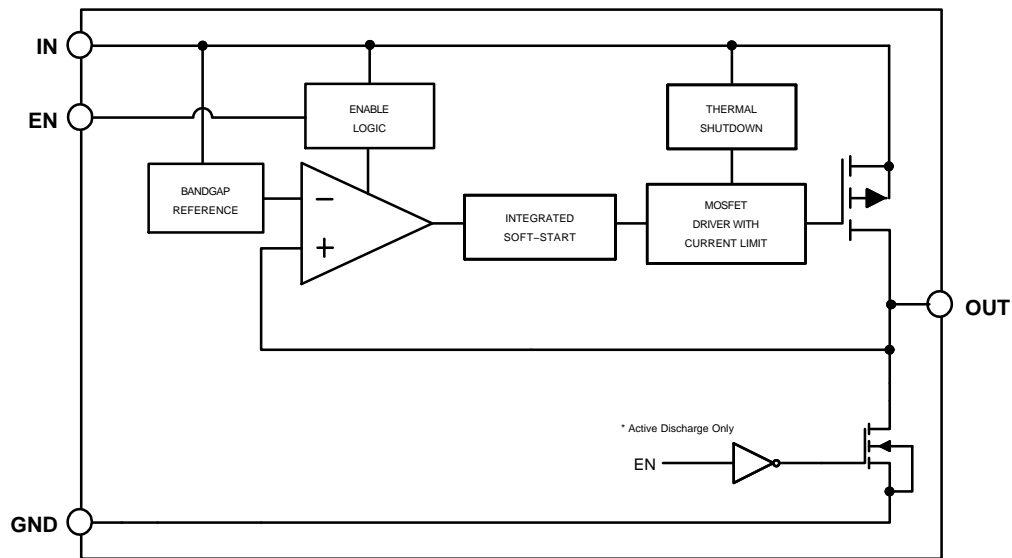 IN
EN
ENABLE
LOGIC
THERMAL
SHUTDOWN
BANDGAP
REFERENCE
−
+
INTEGRATED
SOFT−START
MOSFET
DRIVER WITH
CURRENT LIMIT
OUT
* Active Discharge Only
EN
GND